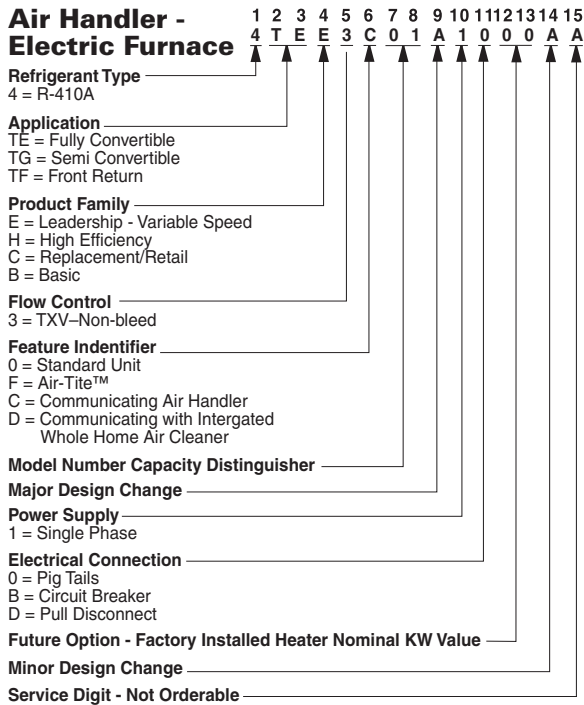 Air Handler -
Electric Furnace
1 2 3 4 5 6 7 8 9 10 11 12 13 14 15
4 T E E 3 C 0 1 A 1 0 0 0 A A
Refrigerant Type
4 = R-410A
Application
TE = Fully Convertible
TG = Semi Convertible
TF = Front Return
Product Family
E = Leadership - Variable Speed
H = High Efficiency
C = Replacement/Retail
B = Basic
Flow Control
3 = TXV–Non-bleed
Feature Indentifier
0 = Standard Unit
F = Air-Tite™
C = Communicating Air Handler
D = Communicating with Intergated
Whole Home Air Cleaner
Model Number Capacity Distinguisher
Major Design Change
Power Supply
1 = Single Phase
Electrical Connection
0 = Pig Tails
B = Circuit Breaker
D = Pull Disconnect
Future Option - Factory Installed Heater Nominal KW Value
Minor Design Change
Service Digit - Not Orderable